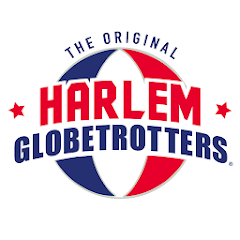 THE ORIGINAL
HARLEM
GLOBETROTTERS
®